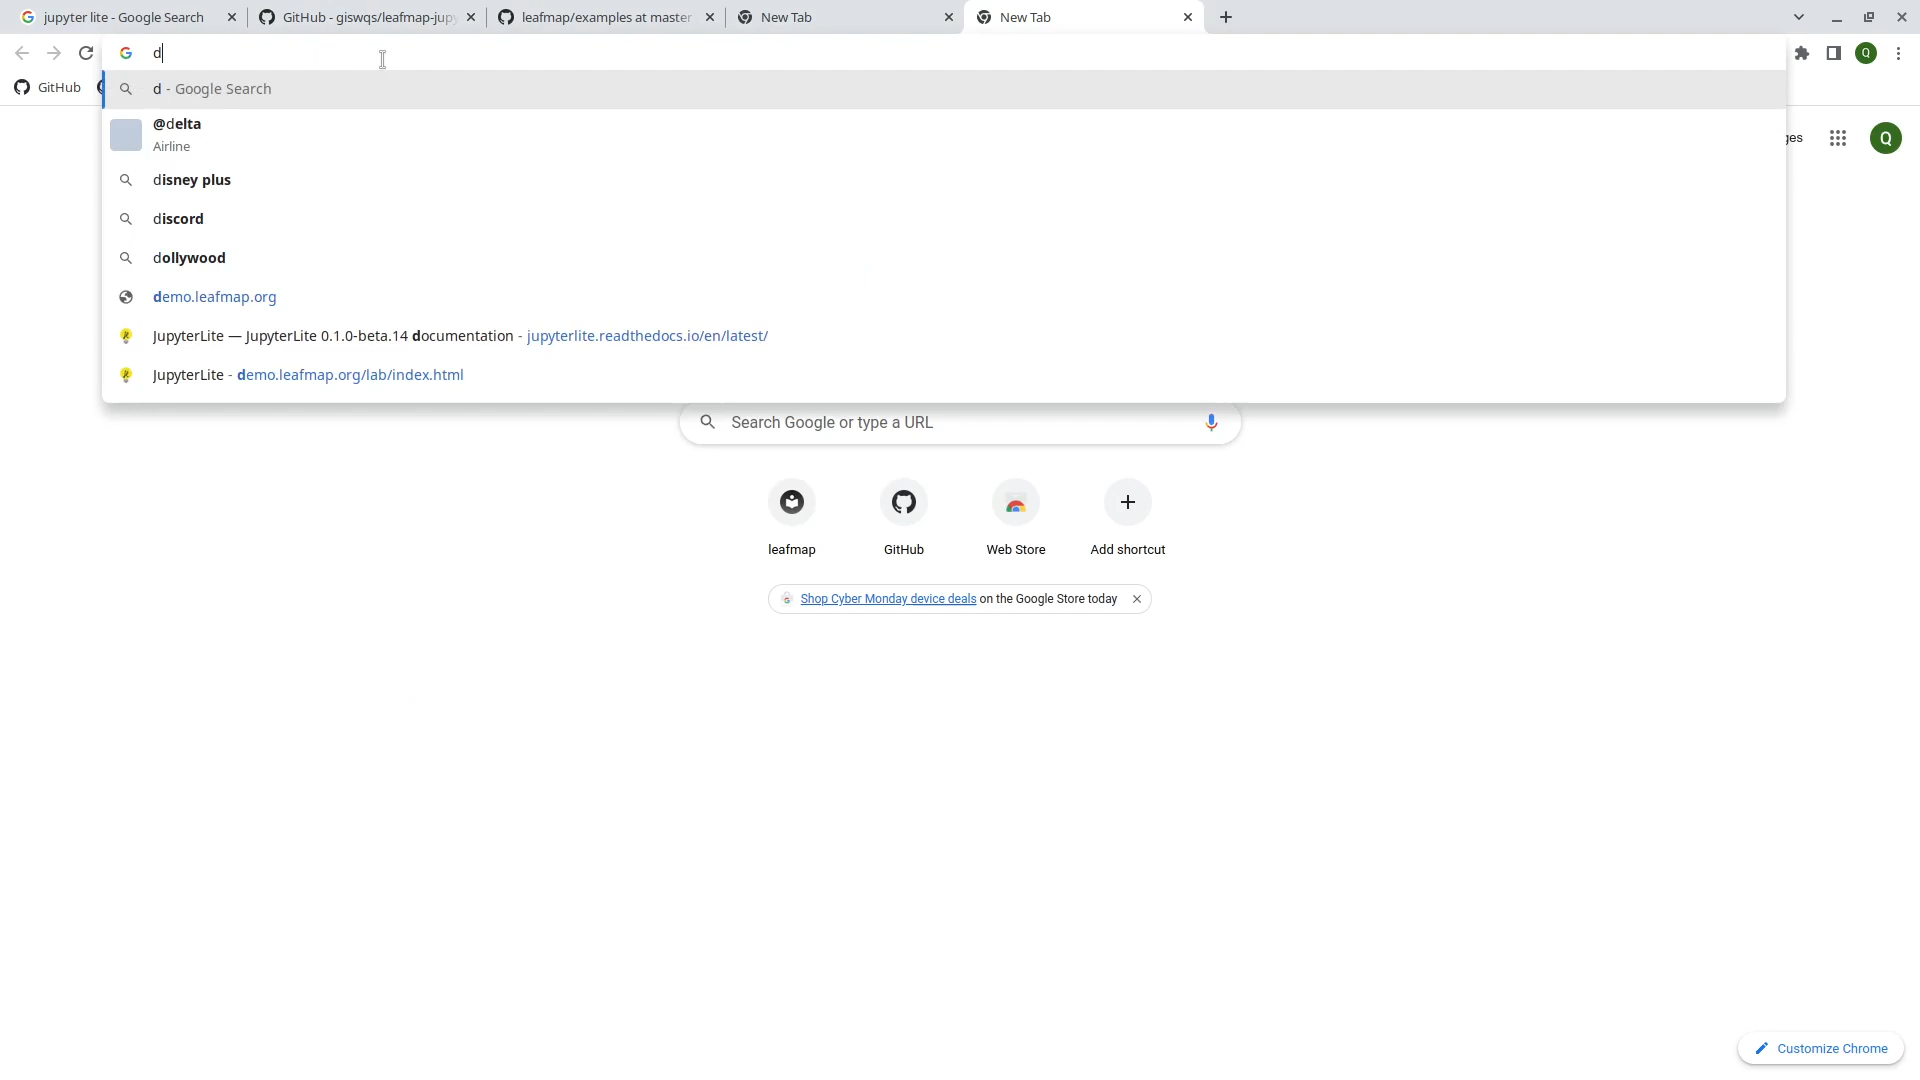 jupyter lite - Google Search
GitHub - giswqs/leafmap-jupy
leafmap/examples at master
New Tab
New Tab
d
GitHub
d - Google Search
@delta
Airline
disney plus
discord
dollywood
demo.leafmap.org
JupyterLite — JupyterLite 0.1.0-beta.14 documentation - jupyterlite.readthedocs.io/en/latest/
JupyterLite - demo.leafmap.org/lab/index.html
ges
Q
Q
Search Google or type a URL
leafmap
GitHub
Web Store
Add shortcut
Shop Cyber Monday device deals on the Google Store today
Customize Chrome